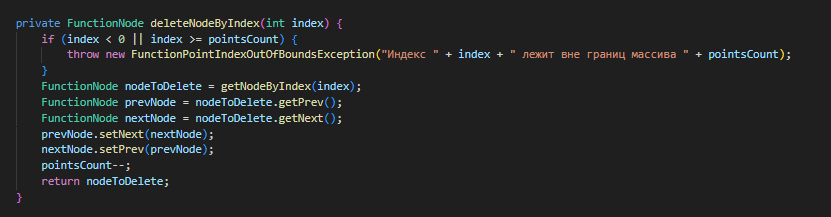 private FunctionNode deleteNodeByIndex(int index) {
    if (index < 0 || index >= pointsCount) {
        throw new FunctionPointIndexOutOfBoundsException("Индекс " + index + " лежит вне границ массива " + pointsCount);
    }
    FunctionNode nodeToDelete = getNodeByIndex(index);
    FunctionNode prevNode = nodeToDelete.getPrev();
    FunctionNode nextNode = nodeToDelete.getNext();
    prevNode.setNext(nextNode);
    nextNode.setPrev(prevNode);
    pointsCount--;
    return nodeToDelete;
}